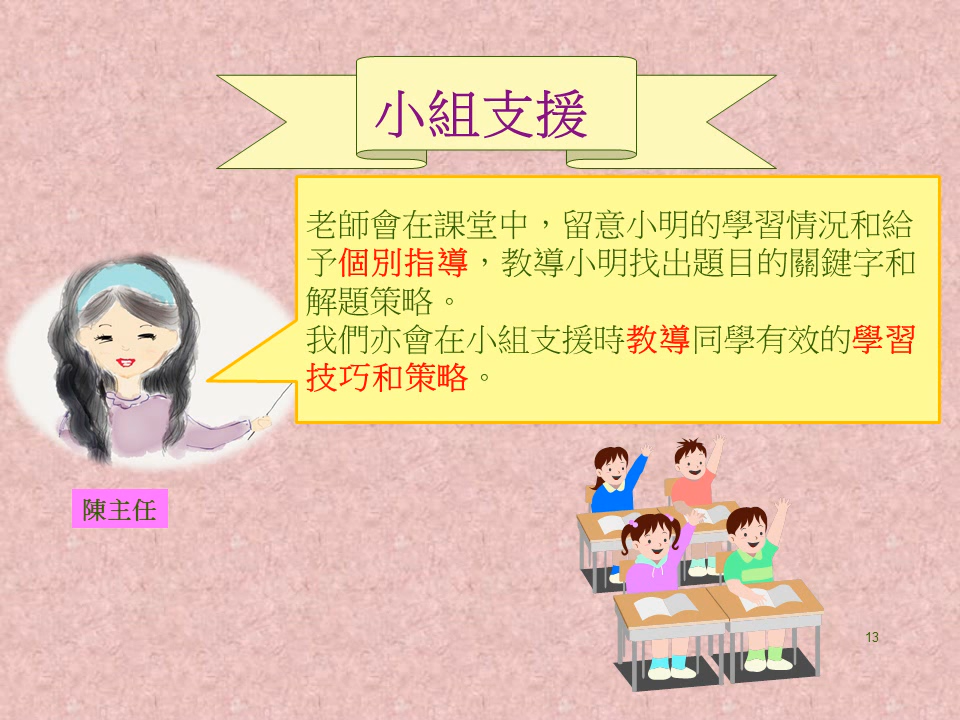 小組支援
老師會在課堂中，留意小明的學習情況和給
予個別指導，教導小明找出題目的關鍵字和
解題策略。
我們亦會在小組支援時教導同學有效的學習
技巧和策略。
陳主任
13